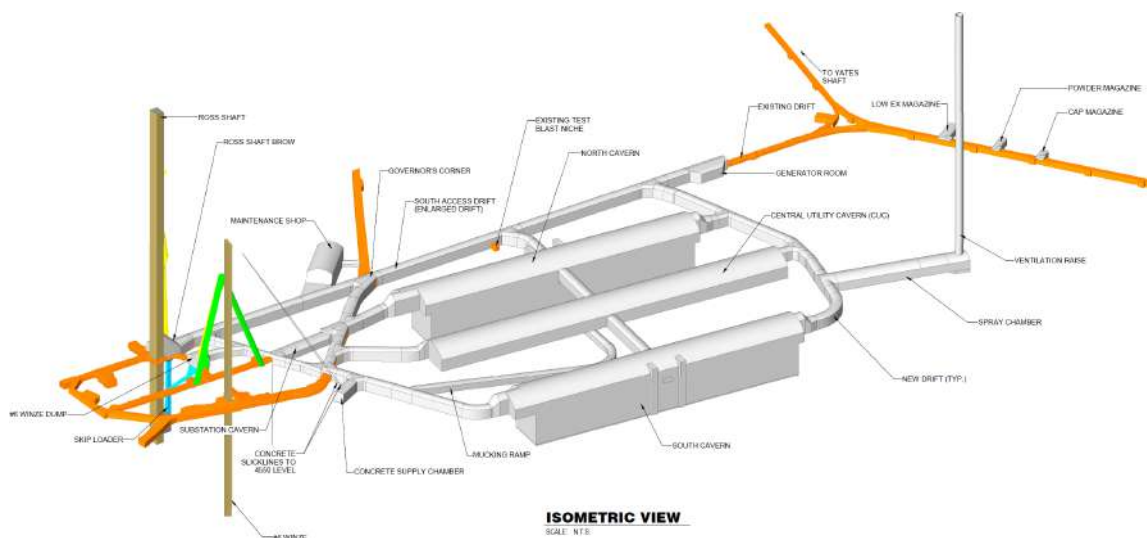 TO YATES
SHAFT
ROSS SHAFT
ROSS SHAFT BROW
EXISTING TEST
BLAST NICHE
EXISTING DRIFT
LOW EX MAGAZINE
POWDER MAGAZINE
CAP MAGAZINE
NORTH CAVERN
GOVERNOR'S CORNER
GENERATOR ROOM
SOUTH ACCESS DRIFT
(ENLARGED DRIFT)
MAINTENANCE SHOP
CENTRAL UTILITY CAVERN (CUC)
VENTILATION RAISE
SPRAY CHAMBER
NEW DRIFT (TYP.)
#6 WINZE DUMP
SKIP LOADER
SUBSTATION CAVERN
CONCRETE
SLICKLINES TO
4550 LEVEL
MUCKING RAMP
SOUTH CAVERN
CONCRETE SUPPLY CHAMBER
ISOMETRIC VIEW
SCALE: N.T.S.
WINZE